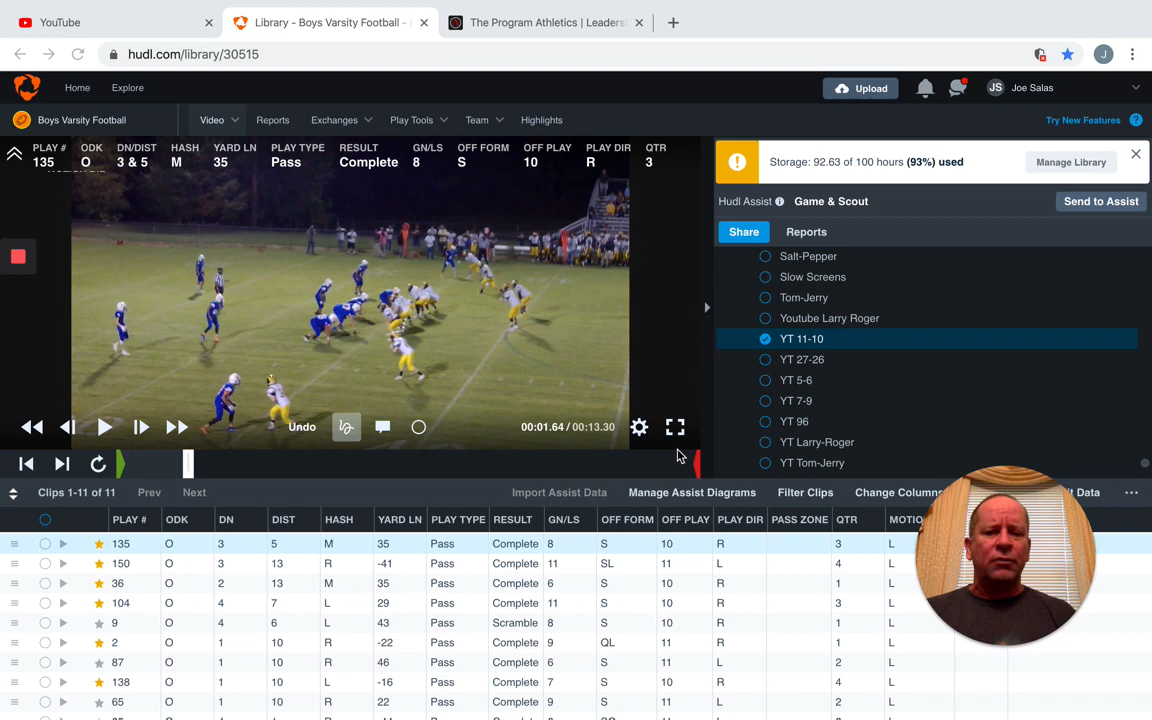 YouTube
Library - Boys Varsity Football -
The Program Athletics | Leaders
hudl.com/library/30515
J
Home
Explore
Upload
JS
Joe Salas
Boys Varsity Football
Video
Reports
Exchanges
Play Tools
Team
Highlights
Try New Features
PLAY # ODK DN/DIST HASH YARD LN PLAY TYPE RESULT GN/LS OFF FORM OFF PLAY PLAY DIR QTR
135 O 3 & 5 M 35 Pass Complete 8 S 10 R 3
Storage: 92.63 of 100 hours (93%) used
Manage Library
Hudl Assist Game & Scout
Send to Assist
Share
Reports
Salt-Pepper
Slow Screens
Tom-Jerry
Youtube Larry Roger
YT 11-10
YT 27-26
YT 5-6
YT 7-9
YT 96
YT Larry-Roger
YT Tom-Jerry
Undo
00:01.64 / 00:13.30
Clips 1-11 of 11
Prev
Next
Import Assist Data
Manage Assist Diagrams
Filter Clips
Change Columns
Data
PLAY # ODK DN DIST HASH YARD LN PLAY TYPE RESULT GN/LS OFF FORM OFF PLAY PLAY DIR PASS ZONE QTR
135 O 3 5 M 35 Pass Complete 8 S 10 R 3 L
150 O 3 13 R -41 Pass Complete 11 SL 11 L 4 L
36 O 2 13 M 35 Pass Complete 6 S 10 R 1 L
104 O 4 7 L 29 Pass Complete 11 S 10 R 3 L
9 O 4 6 L 43 Pass Scramble 8 S 10 R 1 L
2 O 1 10 R -22 Pass Complete 9 QL 11 L 1 L
87 O 1 10 R 46 Pass Complete 6 S 11 L 2 L
138 O 1 10 L -16 Pass Complete 7 S 10 R 4 L
65 O 1 10 R 22 Pass Complete 9 S 11 L 2 L